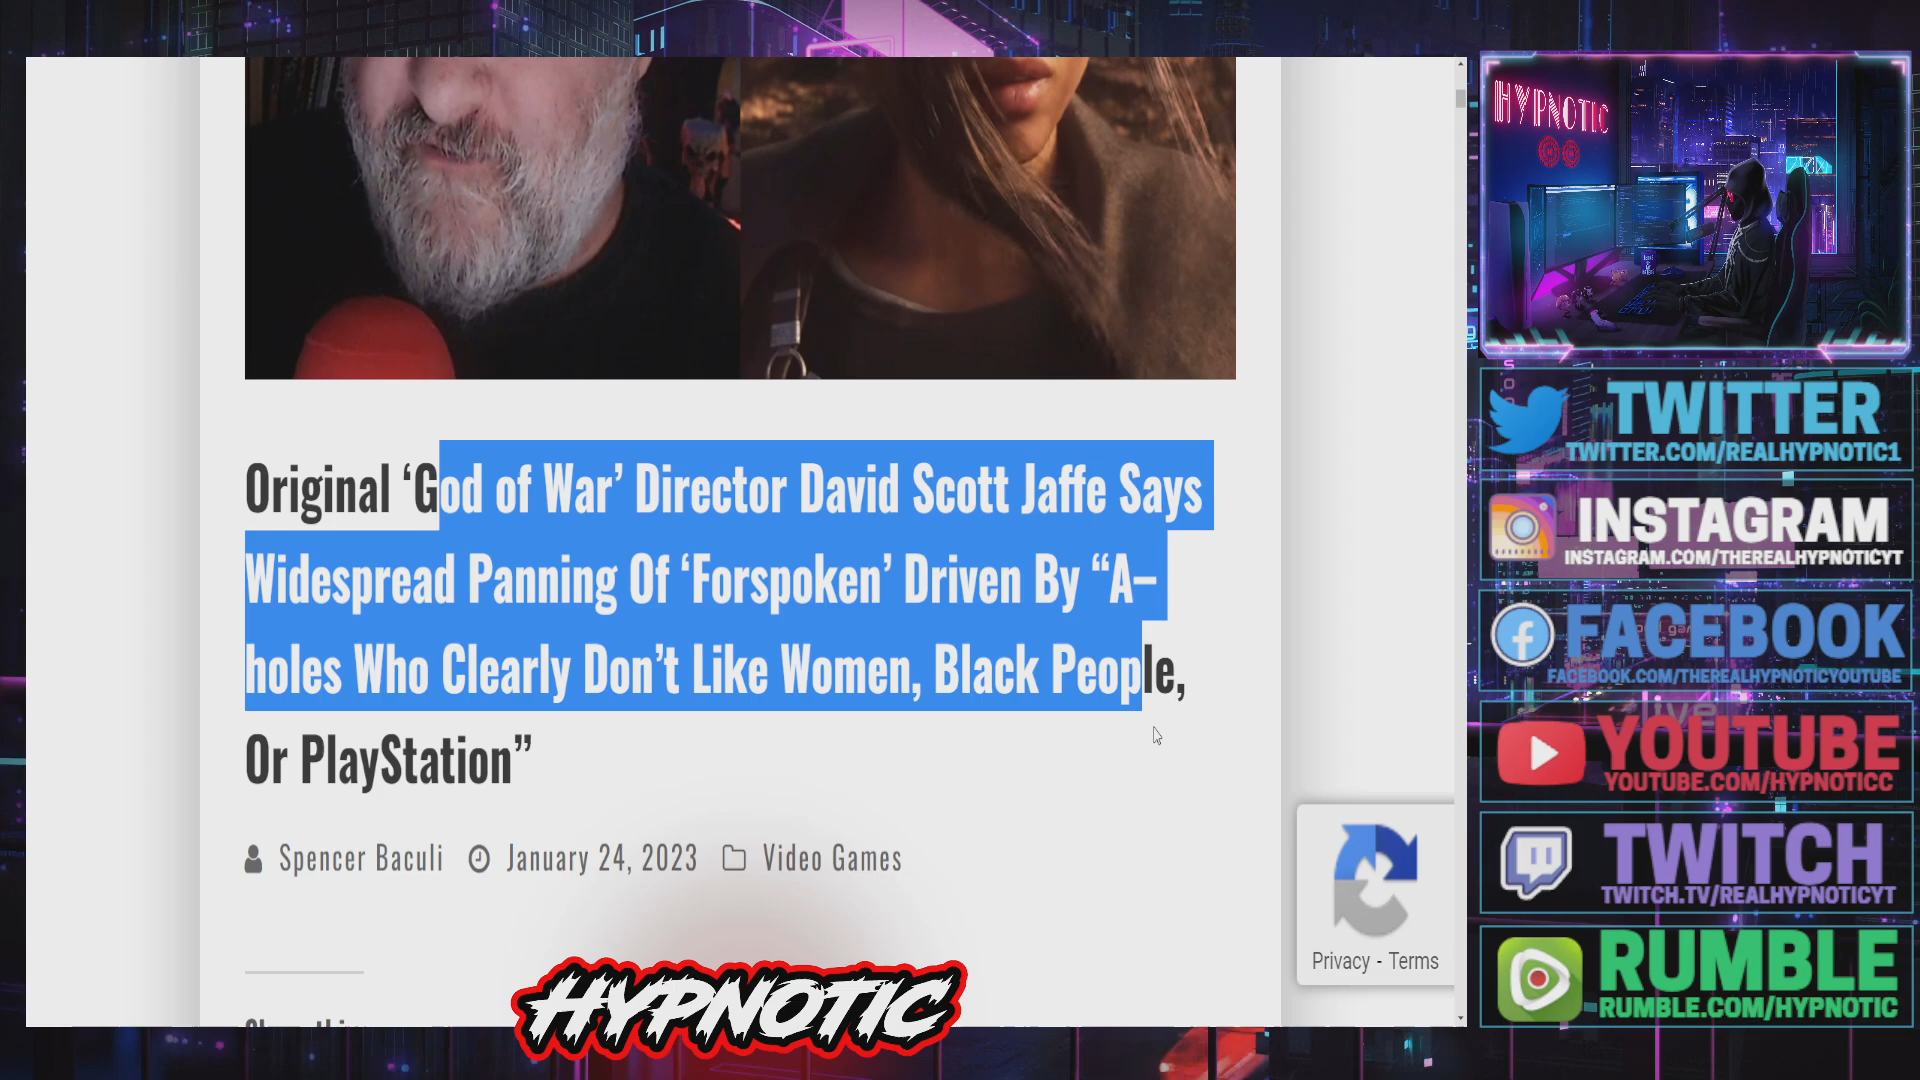 Original ‘God of War’ Director David Scott Jaffe Says
Widespread Panning Of ‘Forspoken’ Driven By “A–
holes Who Clearly Don’t Like Women, Black People,
Or PlayStation”
Spencer Baculi January 24, 2023 Video Games
Privacy - Terms
HYPNOTIC
HYPNOTIC
TWITTER
TWITTER.COM/REALHYPNOTIC1
INSTAGRAM
INSTAGRAM.COM/THEREALHYPNOTICYT
FACEBOOK
FACEBOOK.COM/THEREALHYPNOTICYOUTUBE
live
YOUTUBE
YOUTUBE.COM/HYPNOTICC
TWITCH
TWITCH.TV/REALHYPNOTICYT
RUMBLE
RUMBLE.COM/HYPNOTIC